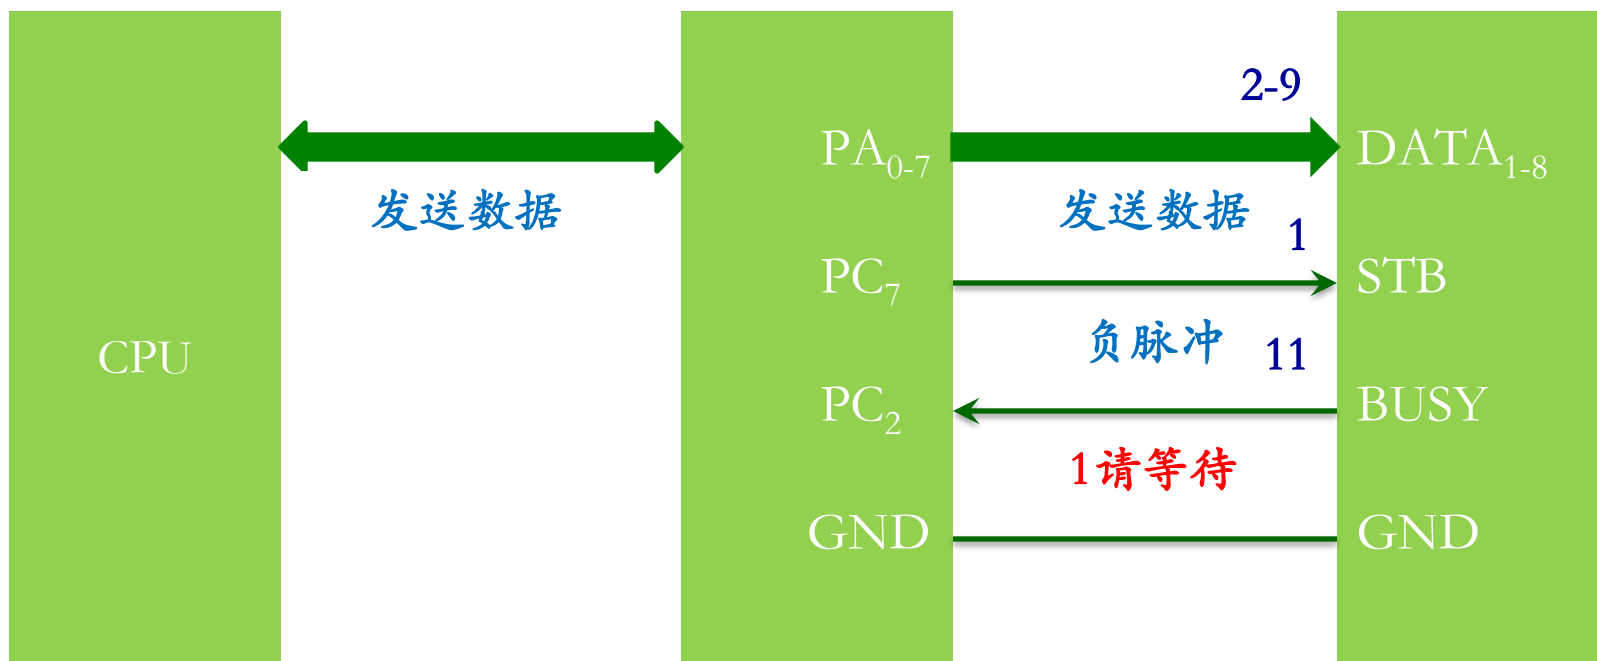 2-9
PA0-7
DATA1-8
发送数据
发送数据
1
PC7
STB
负脉冲
11
CPU
PC2
BUSY
1请等待
GND
GND